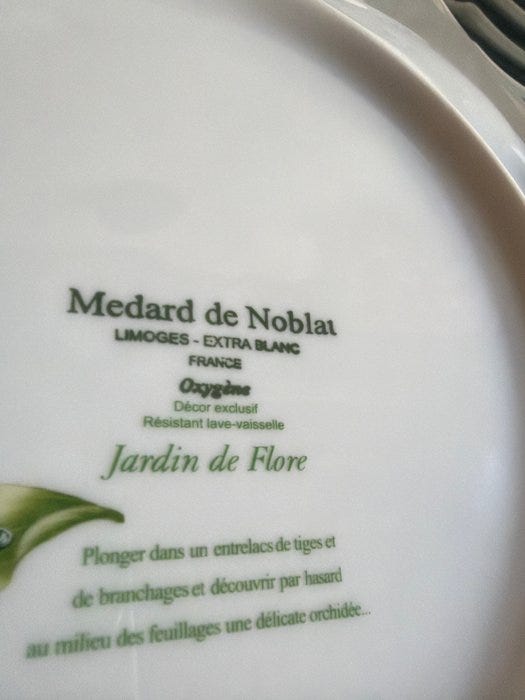 Medard de Noblat
LIMOGES - EXTRA BLANC
FRANCE
Oxygène
Décor exclusif
Résistant lave-vaisselle
Jardin de Flore
Plonger dans un entrelacs de tiges et
de branchages et découvrir par hasard
au milieu des feuillages une délicate orchidée...